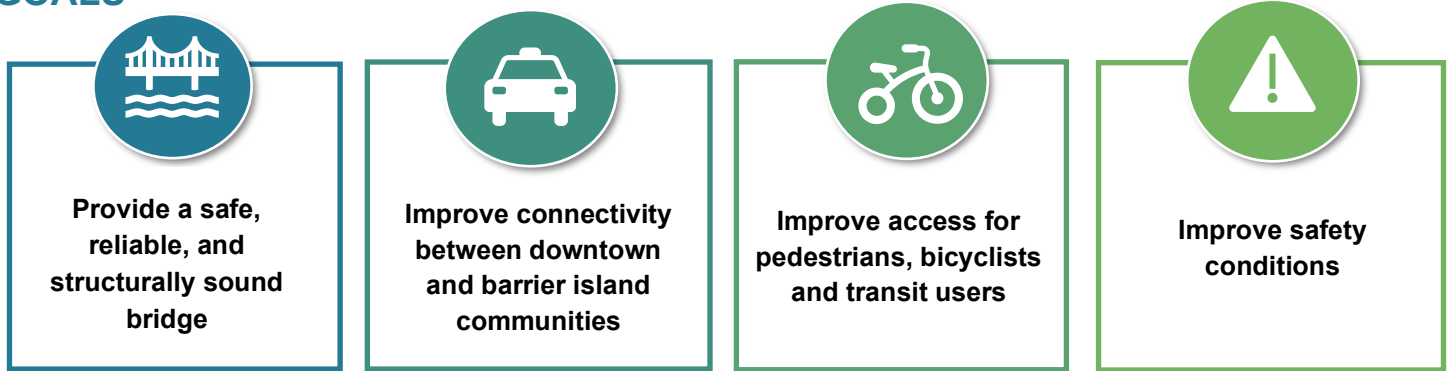 GOALS
Provide a safe,
reliable, and
structurally sound
bridge
Improve connectivity
between downtown
and barrier island
communities
Improve access for
pedestrians, bicyclists
and transit users
Improve safety
conditions